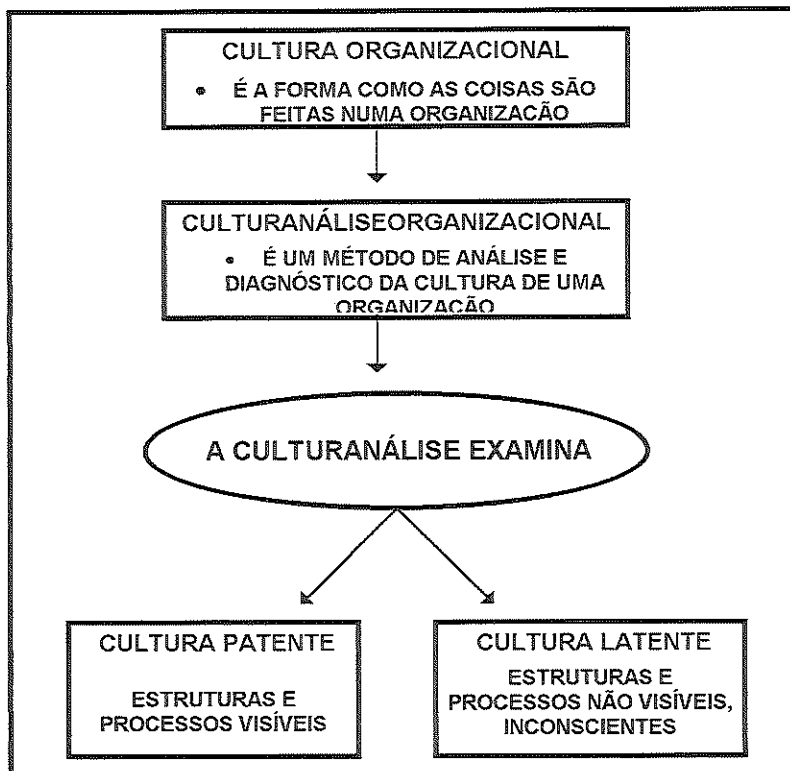 CULTURA ORGANIZACIONAL
• É A FORMA COMO AS COISAS SÃO
FEITAS NUMA ORGANIZAÇÃO
CULTURANÁLISEORGANIZACIONAL
• É UM MÉTODO DE ANÁLISE E
DIAGNÓSTICO DA CULTURA DE UMA
ORGANIZAÇÃO
A CULTURANÁLISE EXAMINA
CULTURA PATENTE
ESTRUTURAS E
PROCESSOS VISÍVEIS
CULTURA LATENTE
ESTRUTURAS E
PROCESSOS NÃO VISÍVEIS,
INCONSCIENTES